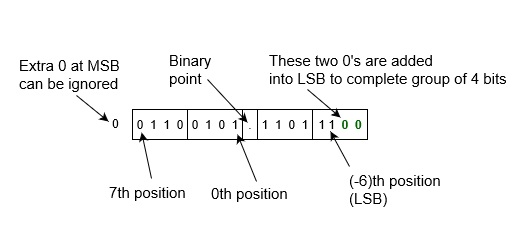 Extra 0 at MSB
can be ignored
Binary
point
These two 0's are added
into LSB to complete group of 4 bits
0 0 1 1 0 0 1 0 1 . 1 1 0 1 1 1 0 0
7th position
0th position
(-6)th position
(LSB)